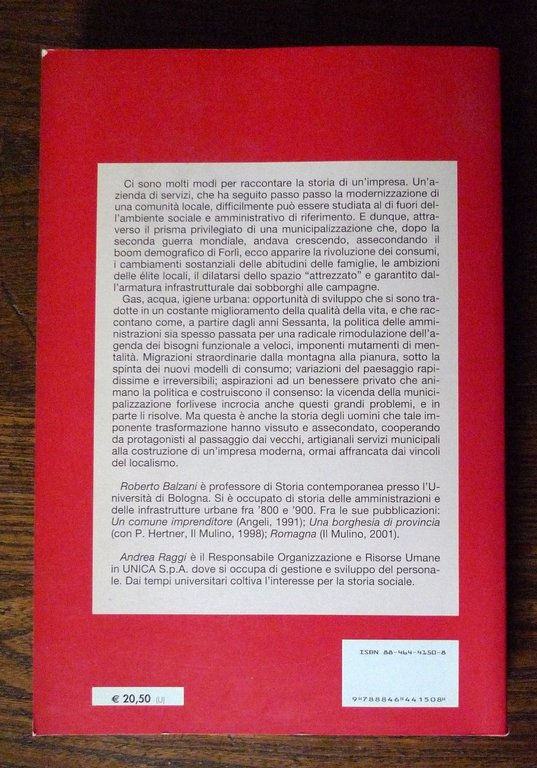 Ci sono molti modi per raccontare la storia di un'impresa. Un'a-
zienda di servizi, che ha seguito passo passo la modernizzazione di
una comunità locale, difficilmente può essere studiata al di fuori del-
l'ambiente sociale e amministrativo di riferimento. E dunque, attra-
verso il prisma privilegiato di una municipalizzazione che, dopo la
seconda guerra mondiale, andava crescendo, assecondando il
boom demografico di Forlì, ecco apparire la rivoluzione dei consumi,
i cambiamenti sostanziali delle abitudini delle famiglie, le ambizioni
delle élite locali, il dilatarsi dello spazio "attrezzato" e garantito dal-
l'armatura infrastrutturale dai sobborghi alle campagne.
Gas, acqua, igiene urbana: opportunità di sviluppo che si sono tra-
dotte in un costante miglioramento della qualità della vita, e che rac-
contano come, a partire dagli anni Sessanta, la politica delle ammini-
strazioni sia spesso passata per una radicale rimodulazione dell'a-
genda dei bisogni funzionale a veloci, imponenti mutamenti di men-
talità. Migrazioni straordinarie dalla montagna alla pianura, sotto la
spinta dei nuovi modelli di consumo; variazioni del paesaggio rapi-
dissime e irreversibili; aspirazioni ad un benessere privato che ani-
mano la politica e costruiscono il consenso: la vicenda della munici-
palizzazione forlivese incrocia anche questi grandi problemi, e in
parte li risolve. Ma questa è anche la storia degli uomini che tale im-
ponente trasformazione hanno vissuto e assecondato, cooperando
da protagonisti al passaggio dai vecchi, artigianali servizi municipali
alla costruzione di un'impresa moderna, ormai affrancata dai vincoli
del localismo.
Roberto Balzani è professore di Storia contemporanea presso l'U-
niversità di Bologna. Si è occupato di storia delle amministrazioni e
delle infrastrutture urbane fra '800 e '900. Fra le sue pubblicazioni:
Un comune imprenditore (Angeli, 1991); Una borghesia di provincia
(con P. Hertner, Il Mulino, 1998); Romagna (Il Mulino, 2001).
Andrea Raggi è il Responsabile Organizzazione e Risorse Umane
in UNICA S.p.A. dove si occupa di gestione e sviluppo del persona-
le. Dai tempi universitari coltiva l'interesse per la storia sociale.
ISBN 88-464-4150-8
€ 20,50 (U)
9 788846 441508